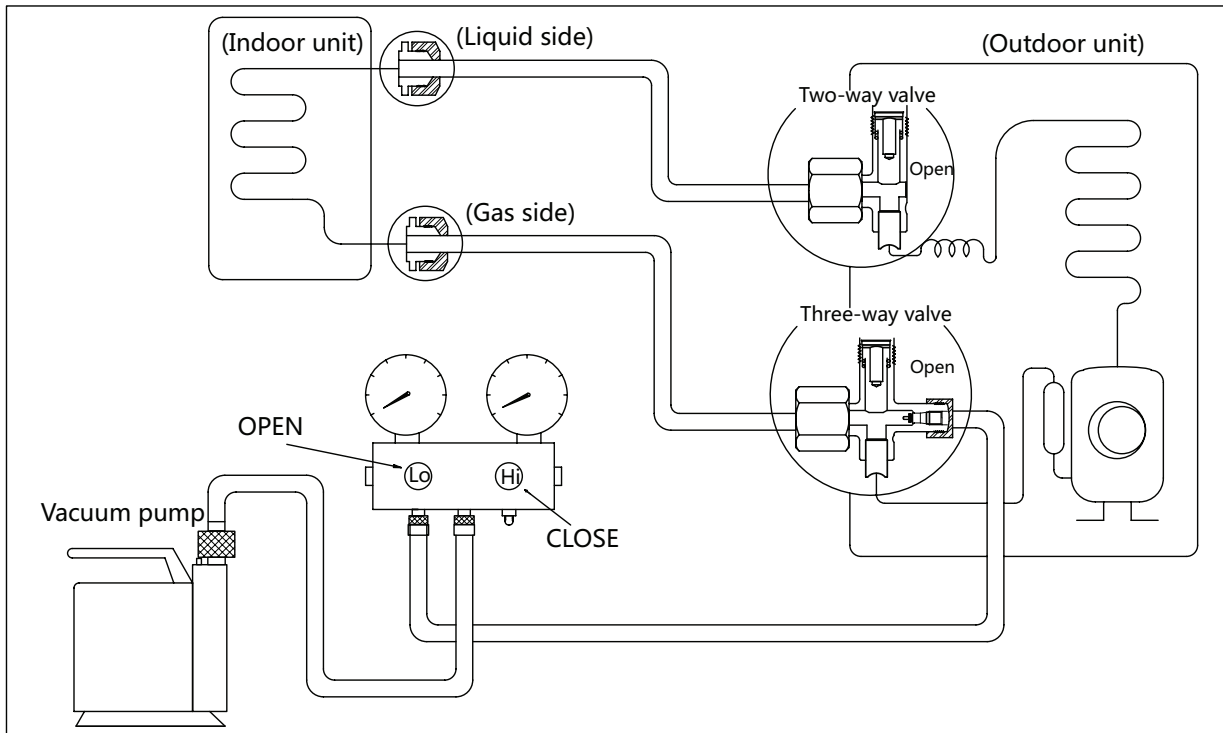 (Indoor unit)
(Liquid side)
(Outdoor unit)
Two-way valve
Open
(Gas side)
Three-way valve
Open
OPEN
Lo
Hi
CLOSE
Vacuum pump